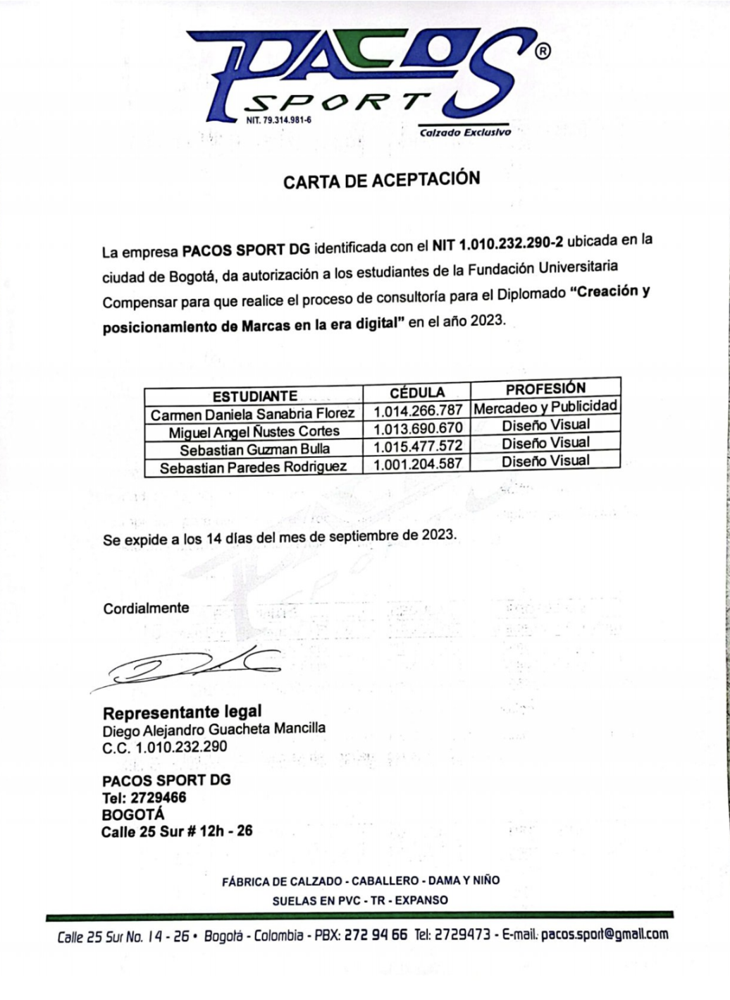 PACOS ®
SPORT
NIT. 79.314.981-6
Calzado Exclusivo
CARTA DE ACEPTACIÓN
La empresa PACOS SPORT DG identificada con el NIT 1.010.232.290-2 ubicada en la
ciudad de Bogotá, da autorización a los estudiantes de la Fundación Universitaria
Compensar para que realice el proceso de consultoría para el Diplomado “Creación y
posicionamiento de Marcas en la era digital” en el año 2023.
ESTUDIANTE CÉDULA PROFESIÓN
Carmen Daniela Sanabria Florez 1.014.266.787 Mercadeo y Publicidad
Miguel Angel Ñustes Cortes 1.013.690.670 Diseño Visual
Sebastian Guzman Bulla 1.015.477.572 Diseño Visual
Sebastian Paredes Rodriguez 1.001.204.587 Diseño Visual
Se expide a los 14 días del mes de septiembre de 2023.
Cordialmente
Representante legal
Diego Alejandro Guacheta Mancilla
C.C. 1.010.232.290
PACOS SPORT DG
Tel: 2729466
BOGOTÁ
Calle 25 Sur # 12h - 26
FÁBRICA DE CALZADO - CABALLERO - DAMA Y NIÑO
SUELAS EN PVC - TR - EXPANSO
Calle 25 Sur No. 14 - 26 • Bogotá - Colombia - PBX: 272 94 66 Tel: 2729473 - E-mail: pacos.sport@gmail.com